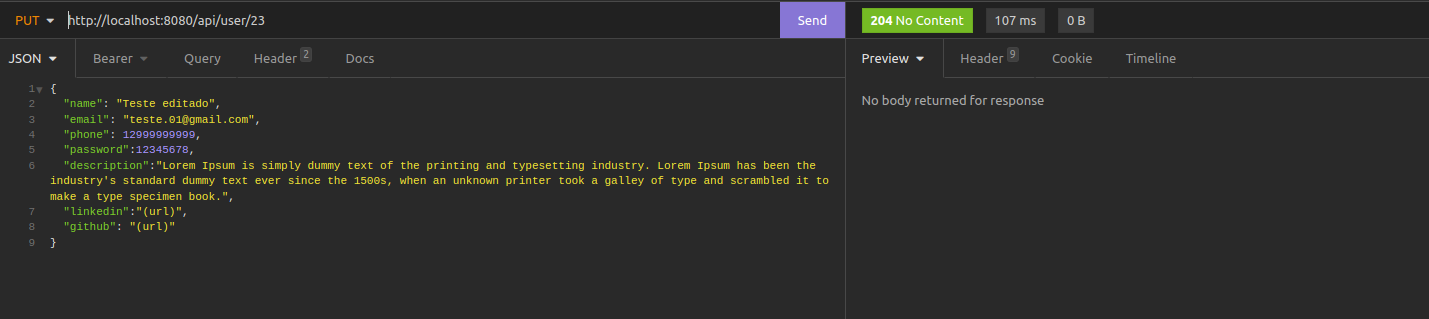 PUT http://localhost:8080/api/user/23 Send 204 No Content 107 ms 0 B
JSON Bearer Query Header 2 Docs Preview Header 9 Cookie Timeline
1 {
2 "name": "Teste editado",
3 "email": "teste.01@gmail.com",
4 "phone": 12999999999,
5 "password":12345678,
6 "description":"Lorem Ipsum is simply dummy text of the printing and typesetting industry. Lorem Ipsum has been the
industry's standard dummy text ever since the 1500s, when an unknown printer took a galley of type and scrambled it to
make a type specimen book.",
7 "linkedin":"(url)",
8 "github": "(url)"
9 }
No body returned for response